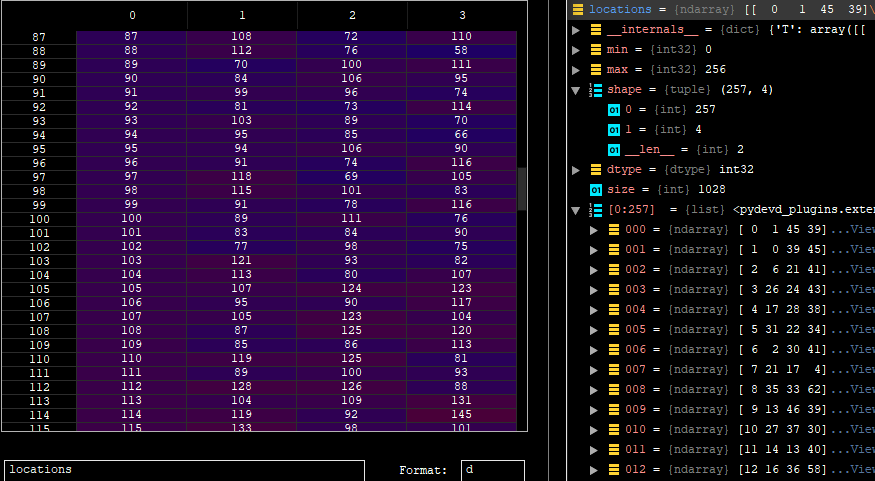 0 1 2 3
87 87 108 72 110
88 88 112 76 58
89 89 70 100 111
90 90 84 106 95
91 91 99 96 74
92 92 81 73 114
93 93 103 89 70
94 94 95 85 66
95 95 94 106 90
96 96 91 74 116
97 97 118 69 105
98 98 115 101 83
99 99 91 78 116
100 100 89 111 76
101 101 83 84 90
102 102 77 98 75
103 103 121 93 82
104 104 113 80 107
105 105 107 124 123
106 106 95 90 117
107 107 105 123 104
108 108 87 125 120
109 109 85 86 113
110 110 119 125 81
111 111 89 100 93
112 112 128 126 88
113 113 104 109 131
114 114 119 92 145
115 115 133 98 101
locations
Format: d
locations = {ndarray} [[ 0 1 45 39]\
__internals__ = {dict} {'T': array([[
min = {int32} 0
max = {int32} 256
shape = {tuple} (257, 4)
0 = {int} 257
1 = {int} 4
__len__ = {int} 2
dtype = {dtype} int32
size = {int} 1028
[0:257] = {list} <pydevd_plugins.exten
000 = {ndarray} [ 0 1 45 39]...View
001 = {ndarray} [ 1 0 39 45]...View
002 = {ndarray} [ 2 6 21 41]...View
003 = {ndarray} [ 3 26 24 43]...View
004 = {ndarray} [ 4 17 28 38]...View
005 = {ndarray} [ 5 31 22 34]...View
006 = {ndarray} [ 6 2 30 41]...View
007 = {ndarray} [ 7 21 17 4]...View
008 = {ndarray} [ 8 35 33 62]...View
009 = {ndarray} [ 9 13 46 39]...View
010 = {ndarray} [10 27 37 30]...View
011 = {ndarray} [11 14 13 40]...View
012 = {ndarray} [12 16 36 58]...View